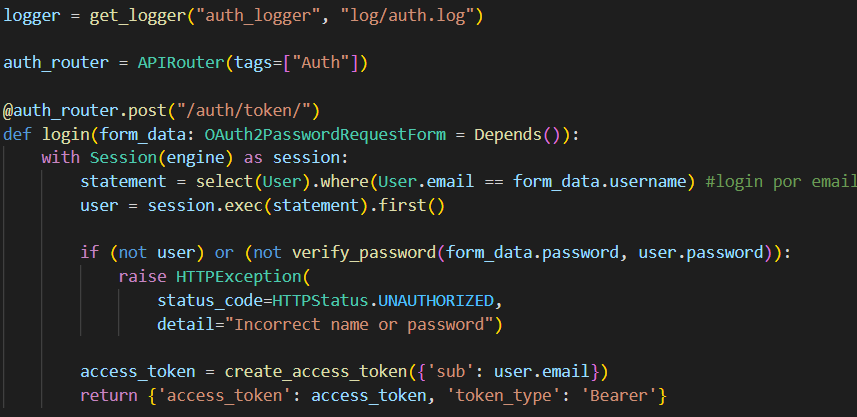 logger = get_logger("auth_logger", "log/auth.log")
auth_router = APIRouter(tags=["Auth"])
@auth_router.post("/auth/token/")
def login(form_data: OAuth2PasswordRequestForm = Depends()):
    with Session(engine) as session:
        statement = select(User).where(User.email == form_data.username) #login por email
        user = session.exec(statement).first()
        if (not user) or (not verify_password(form_data.password, user.password)):
            raise HTTPException(
                status_code=HTTPStatus.UNAUTHORIZED,
                detail="Incorrect name or password")
        access_token = create_access_token({'sub': user.email})
        return {'access_token': access_token, 'token_type': 'Bearer'}